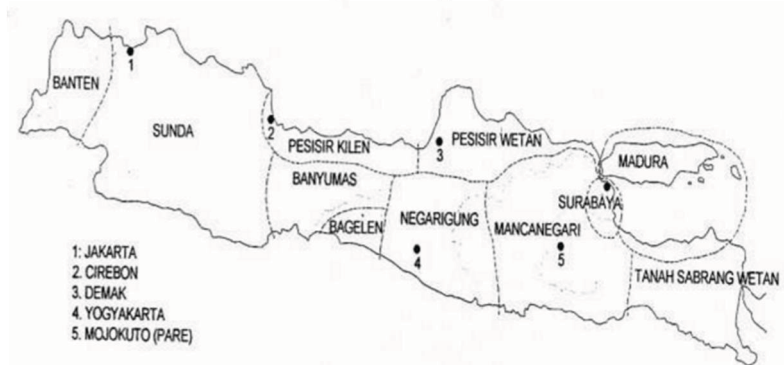 BANTEN
1
SUNDA
2
PESISIR KILEN
3
PESISIR WETAN
MADURA
BANYUMAS
SURABAYA
BAGELEN
NEGARIGUNG
MANCANEGARI
4
5
TANAH SABRANG WETAN
1: JAKARTA
2. CIREBON
3. DEMAK
4. YOGYAKARTA
5. MOJOKUTO (PARE)